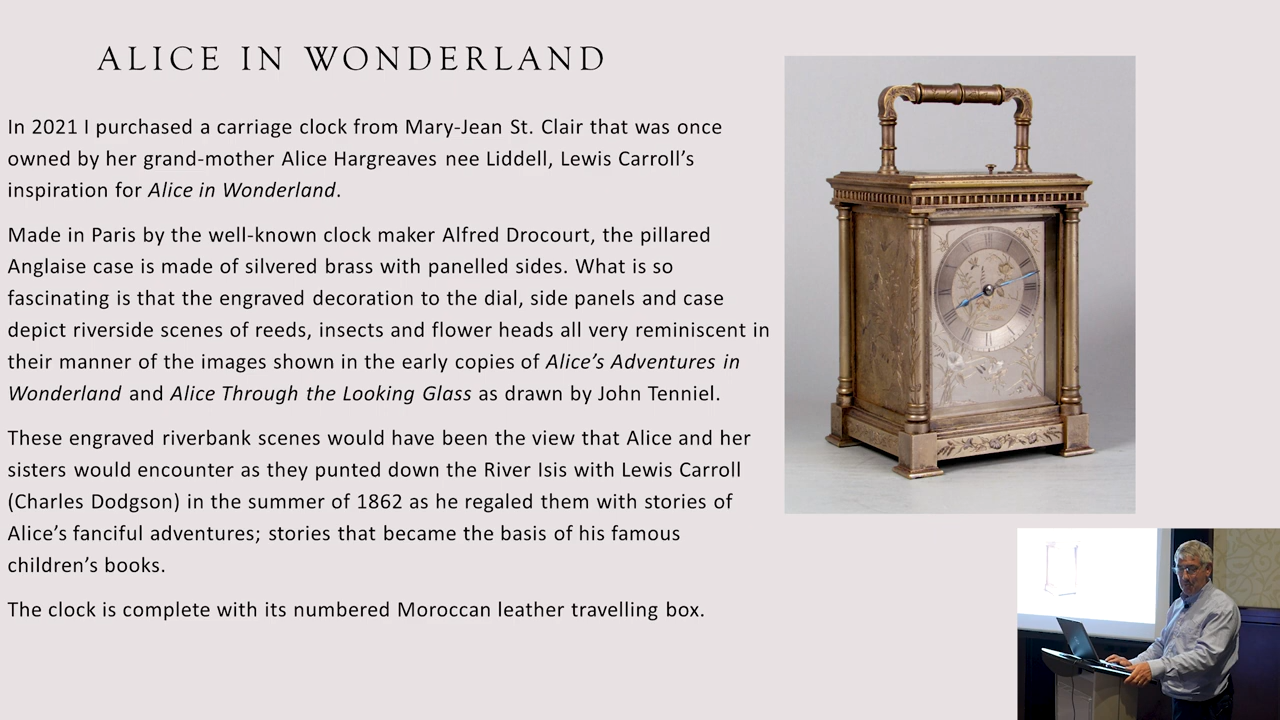 ALICE IN WONDERLAND
In 2021 I purchased a carriage clock from Mary-Jean St. Clair that was once
owned by her grand-mother Alice Hargreaves nee Liddell, Lewis Carroll’s
inspiration for Alice in Wonderland.
Made in Paris by the well-known clock maker Alfred Drocourt, the pillared
Anglaise case is made of silvered brass with panelled sides. What is so
fascinating is that the engraved decoration to the dial, side panels and case
depict riverside scenes of reeds, insects and flower heads all very reminiscent in
their manner of the images shown in the early copies of Alice’s Adventures in
Wonderland and Alice Through the Looking Glass as drawn by John Tenniel.
These engraved riverbank scenes would have been the view that Alice and her
sisters would encounter as they punted down the River Isis with Lewis Carroll
(Charles Dodgson) in the summer of 1862 as he regaled them with stories of
Alice’s fanciful adventures; stories that became the basis of his famous
children’s books.
The clock is complete with its numbered Moroccan leather travelling box.